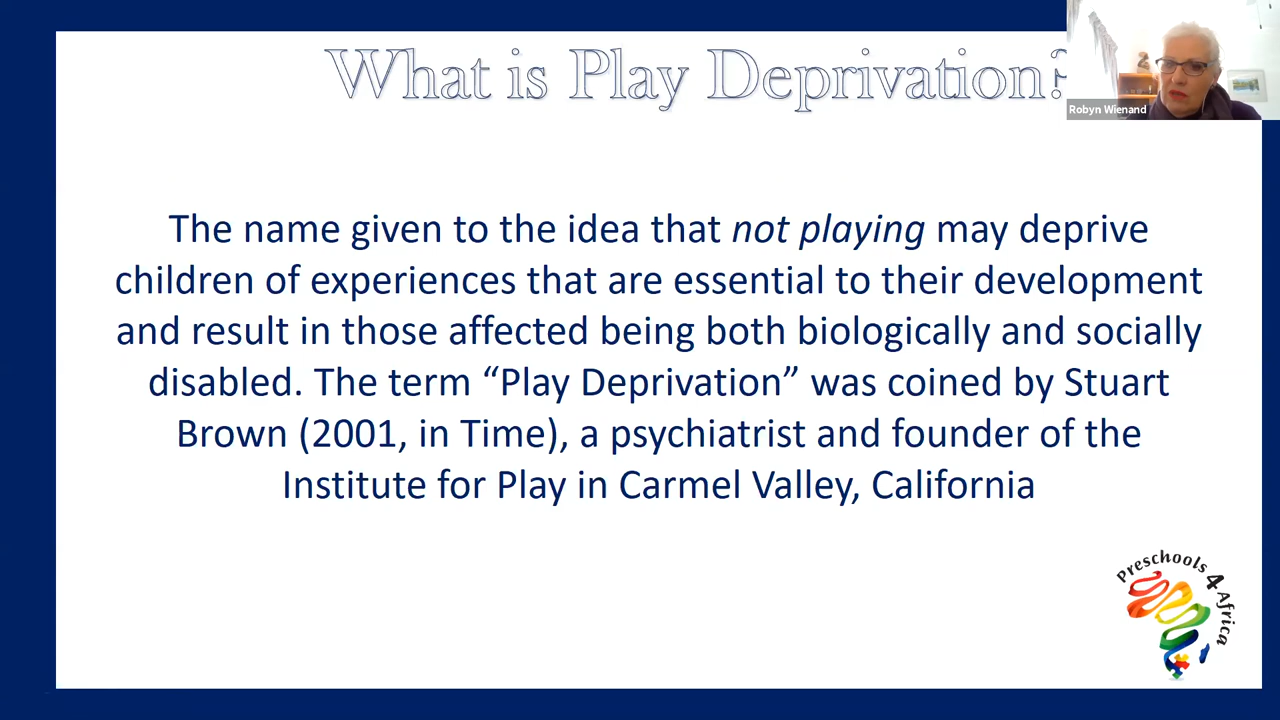 What is Play Deprivation?
Robyn Wienand
The name given to the idea that not playing may deprive
children of experiences that are essential to their development
and result in those affected being both biologically and socially
disabled. The term “Play Deprivation” was coined by Stuart
Brown (2001, in Time), a psychiatrist and founder of the
Institute for Play in Carmel Valley, California
Preschools 4 Africa